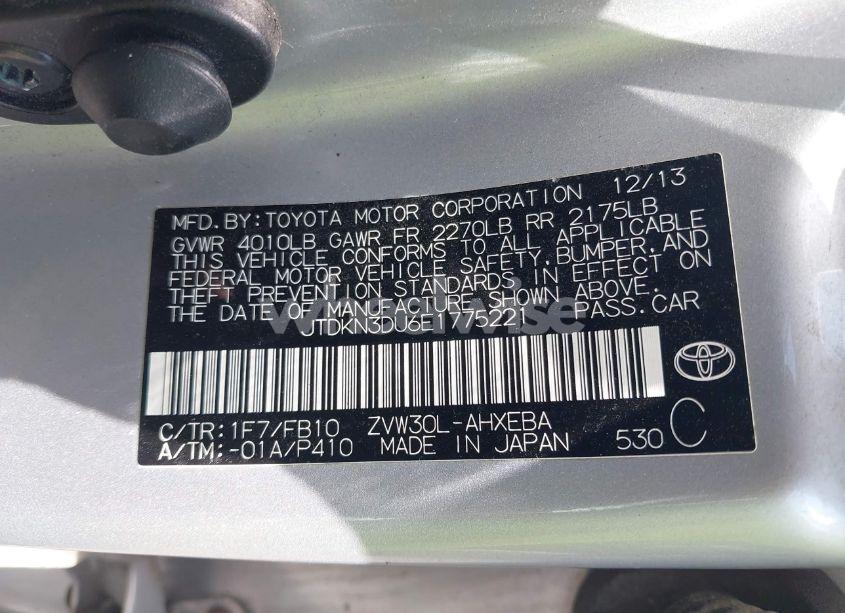 MFD.BY:TOYOTA MOTOR CORPORATION 12/13
GVWR 4010LB GAWR FR 2270LB RR 2175LB
THIS VEHICLE CONFORMS TO ALL APPLICABLE
FEDERAL MOTOR VEHICLE SAFETY,BUMPER,AND
THEFT PREVENTION STANDARDS IN EFFECT ON
THE DATE OF MANUFACTURE SHOWN ABOVE.
JTDKN3DU6E1775221 PASS.CAR
C/TR:1F7/FB10 ZVW30L-AHXEBA
A/TM:-01A/P410 MADE IN JAPAN 530 C